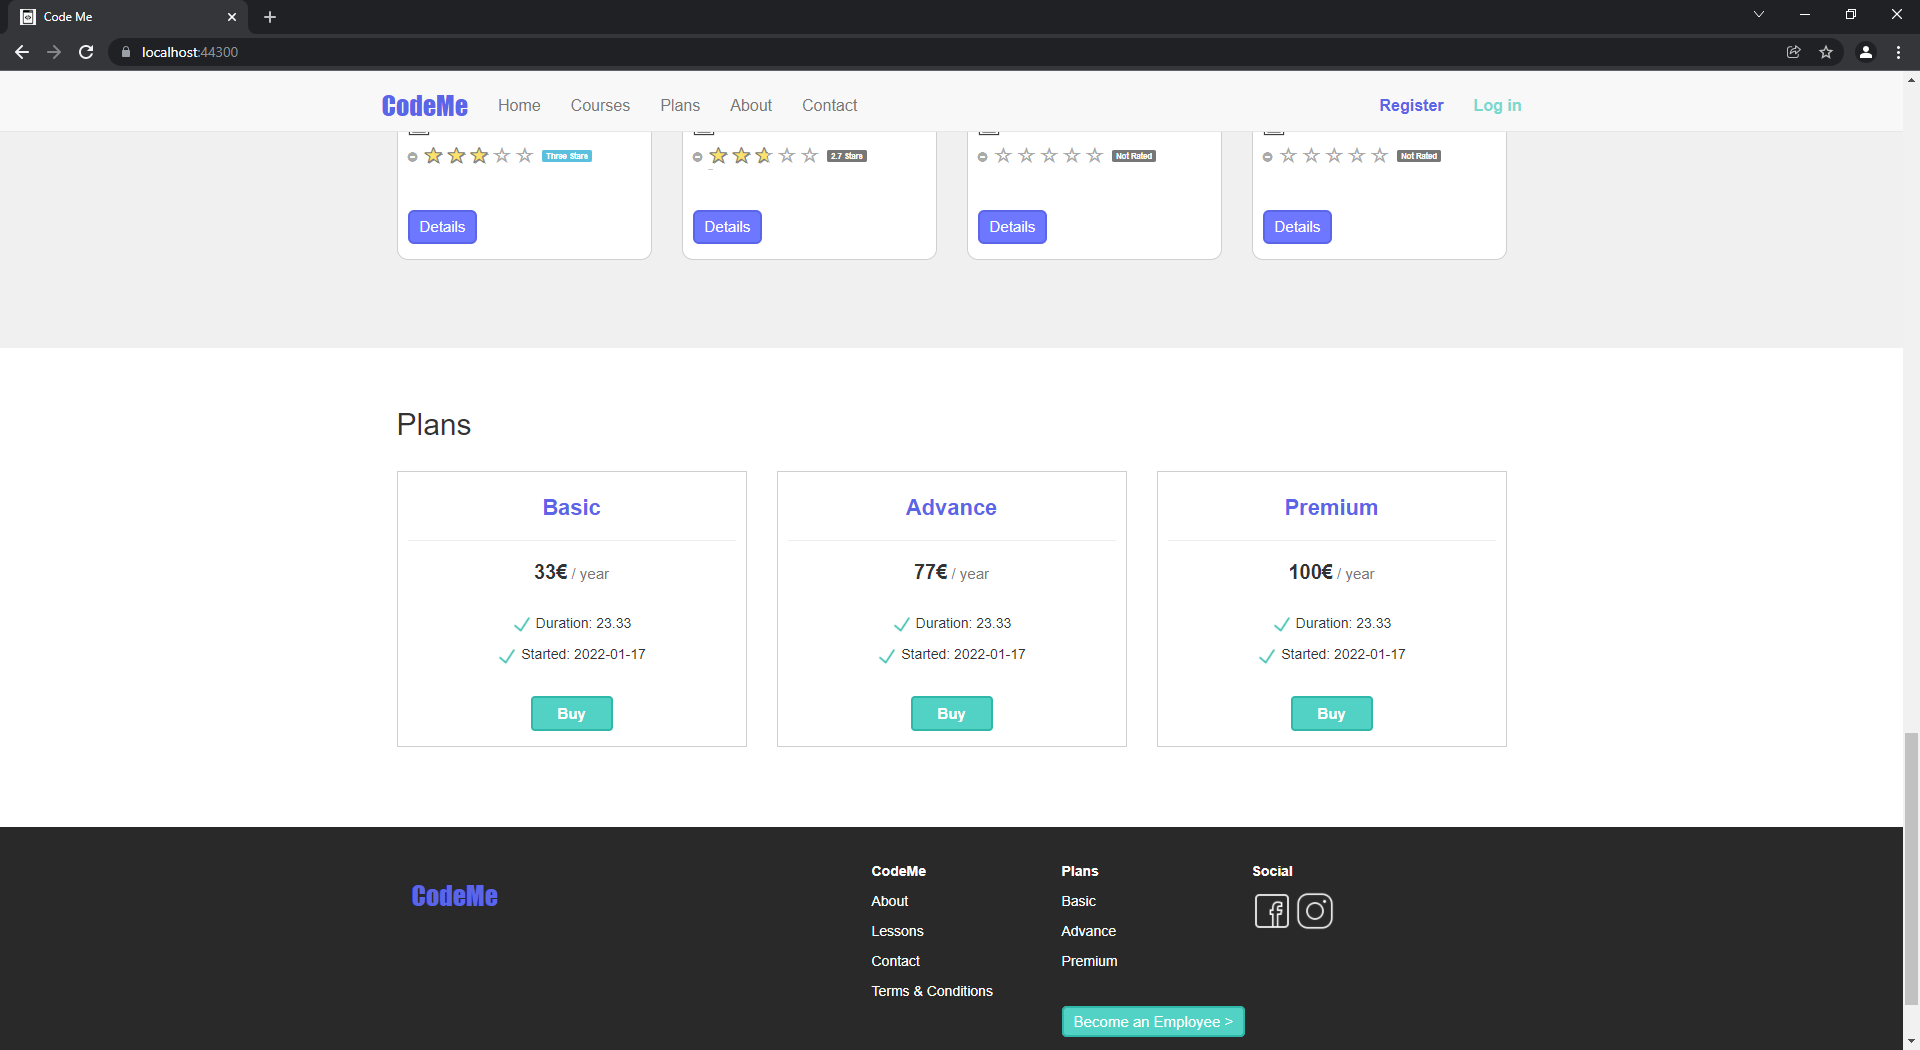 Code Me
localhost:44300
CodeMe Home Courses Plans About Contact Register Log in
Three Stars 2.7 Stars Not Rated Not Rated
Details Details Details Details
Plans
Basic Advance Premium
33€ / year 77€ / year 100€ / year
Duration: 23.33 Duration: 23.33 Duration: 23.33
Started: 2022-01-17 Started: 2022-01-17 Started: 2022-01-17
Buy Buy Buy
CodeMe
CodeMe
About
Lessons
Contact
Terms & Conditions
Plans
Basic
Advance
Premium
Become an Employee >
Social